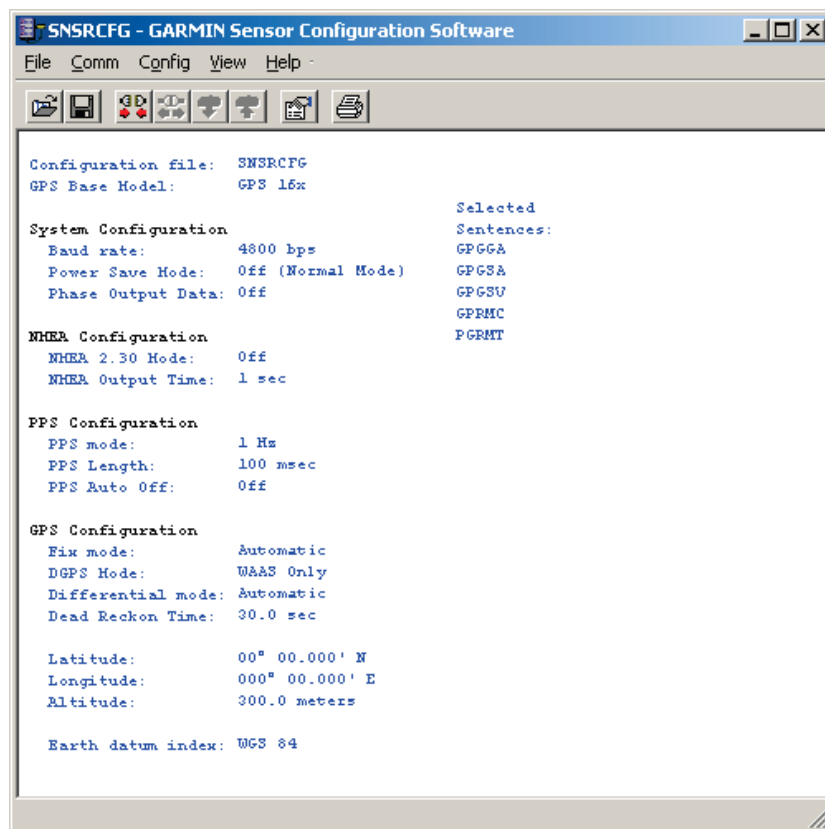 SNSRCFG - GARMIN Sensor Configuration Software
File Comm Config View Help
Configuration file: SNSRCFG
GPS Base Model: GPS 16x
Selected
System Configuration Sentences:
Baud rate: 4800 bps GPGGA
Power Save Mode: Off (Normal Mode) GPGSA
Phase Output Data: Off GPGSV
GPRMC
NMEA Configuration PGRMT
NMEA 2.30 Mode: Off
NMEA Output Time: 1 sec
PPS Configuration
PPS mode: 1 Hz
PPS Length: 100 msec
PPS Auto Off: Off
GPS Configuration
Fix mode: Automatic
DGPS Mode: WAAS Only
Differential mode: Automatic
Dead Reckon Time: 30.0 sec
Latitude: 00° 00.000' N
Longitude: 000° 00.000' E
Altitude: 300.0 meters
Earth datum index: WGS 84